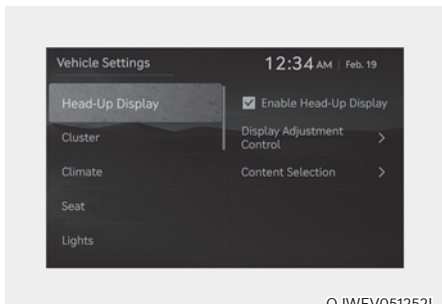 Vehicle Settings
12:34 AM | Feb. 19
Head-Up Display
Enable Head-Up Display
Cluster
Display Adjustment
Control
Climate
Content Selection
Seat
Lights